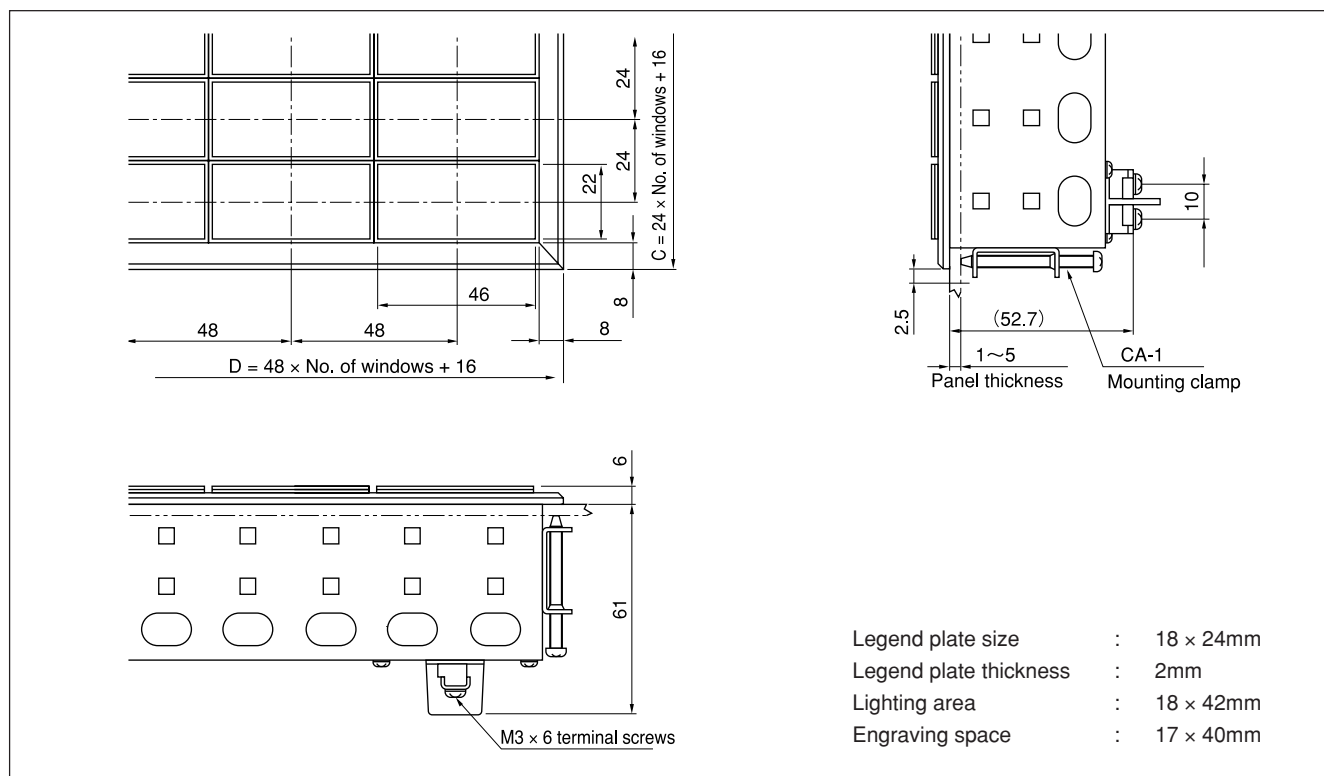 24
24
22
C = 24 × No. of windows + 16
8
46
48
48
8
D = 48 × No. of windows + 16
10
2.5
(52.7)
1~5
Panel thickness
CA-1
Mounting clamp
6
61
M3 × 6 terminal screws
Legend plate size : 18 × 24mm
Legend plate thickness : 2mm
Lighting area : 18 × 42mm
Engraving space : 17 × 40mm